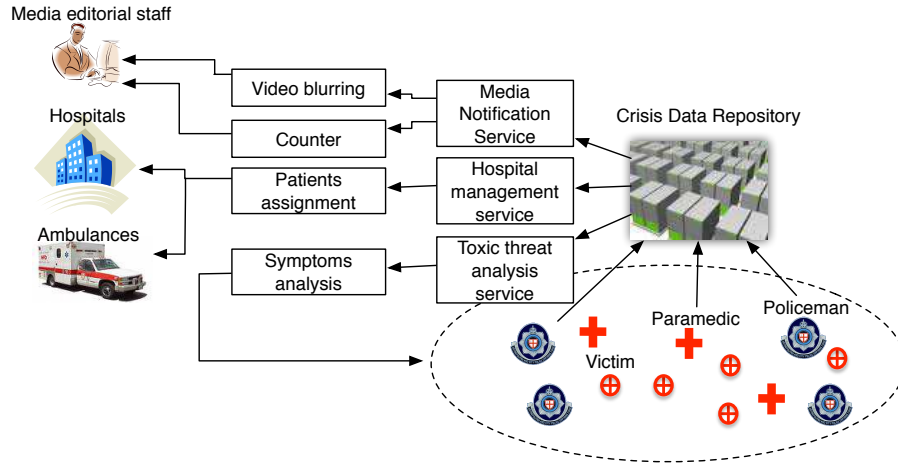 Media editorial staff
Video blurring
Media
Notification
Service
Crisis Data Repository
Hospitals
Counter
Patients
assignment
Hospital
management
service
Ambulances
Symptoms
analysis
Toxic threat
analysis
service
Paramedic
Policeman
Victim